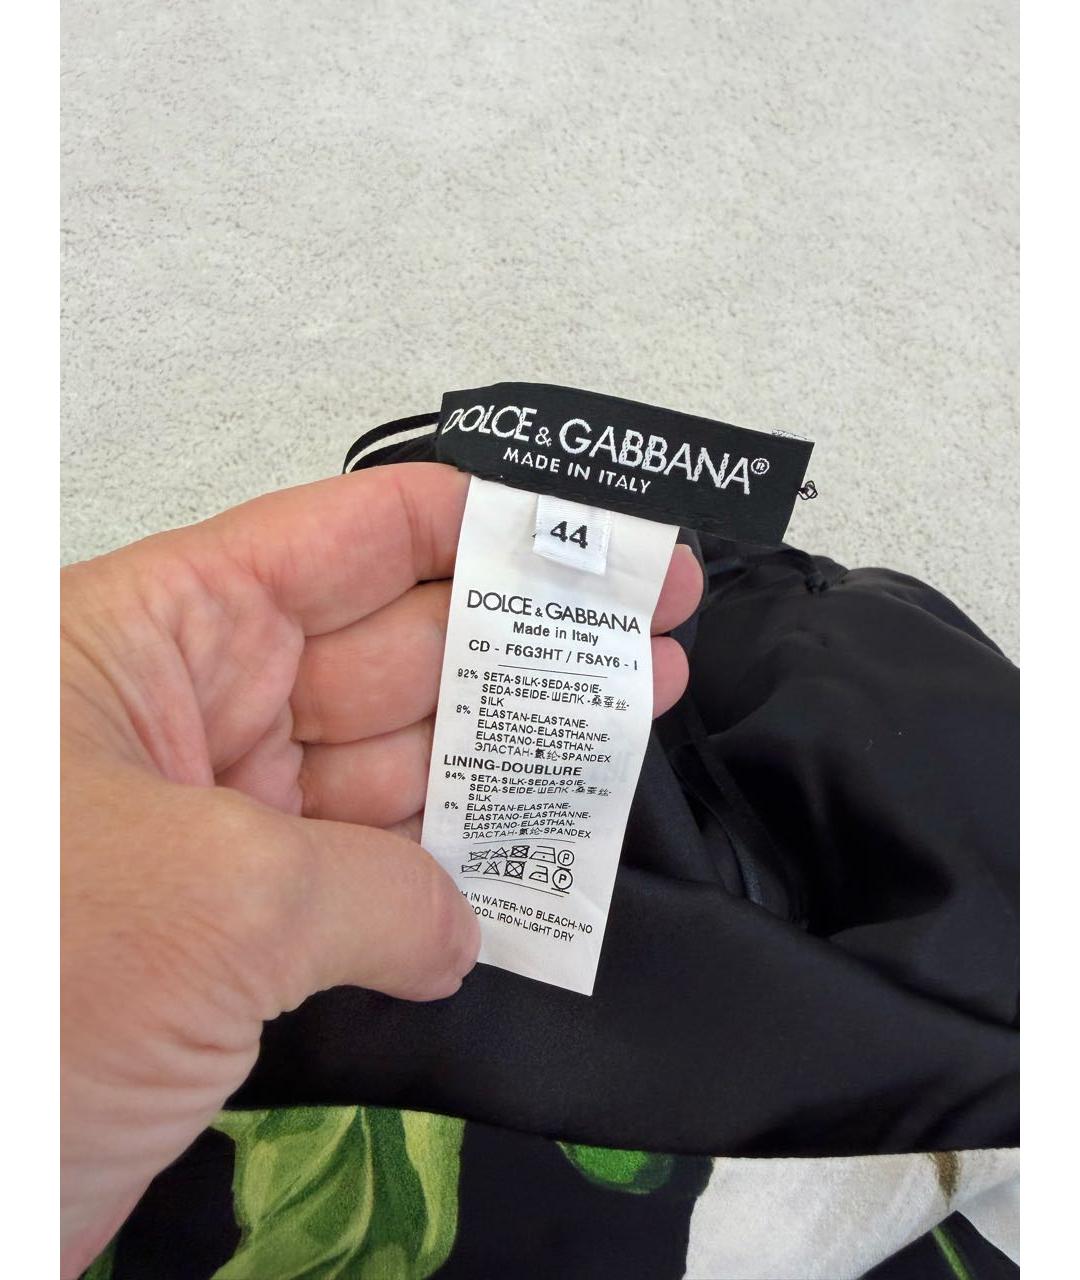 DOLCE & GABBANA®
MADE IN ITALY
44
DOLCE & GABBANA
Made in Italy
CD - F6G3HT / FSAY6 - I
92% SETA-SILK-SEDA-SOIE-
SEDA-SEIDE-ШЕЛК-桑蚕丝-
SILK
8% ELASTAN-ELASTANE-
ELASTANO-ELASTHANNE-
ELASTANO-ELASTHAN-
ЭЛАСТАН-氨纶-SPANDEX
LINING-DOUBLURE
94% SETA-SILK-SEDA-SOIE-
SEDA-SEIDE-ШЕЛК-桑蚕丝-
SILK
6% ELASTAN-ELASTANE-
ELASTANO-ELASTHANNE-
ELASTANO-ELASTHAN-
ЭЛАСТАН-氨纶-SPANDEX
P
P
IN WATER-NO BLEACH-NO
IRON-LIGHT DRY